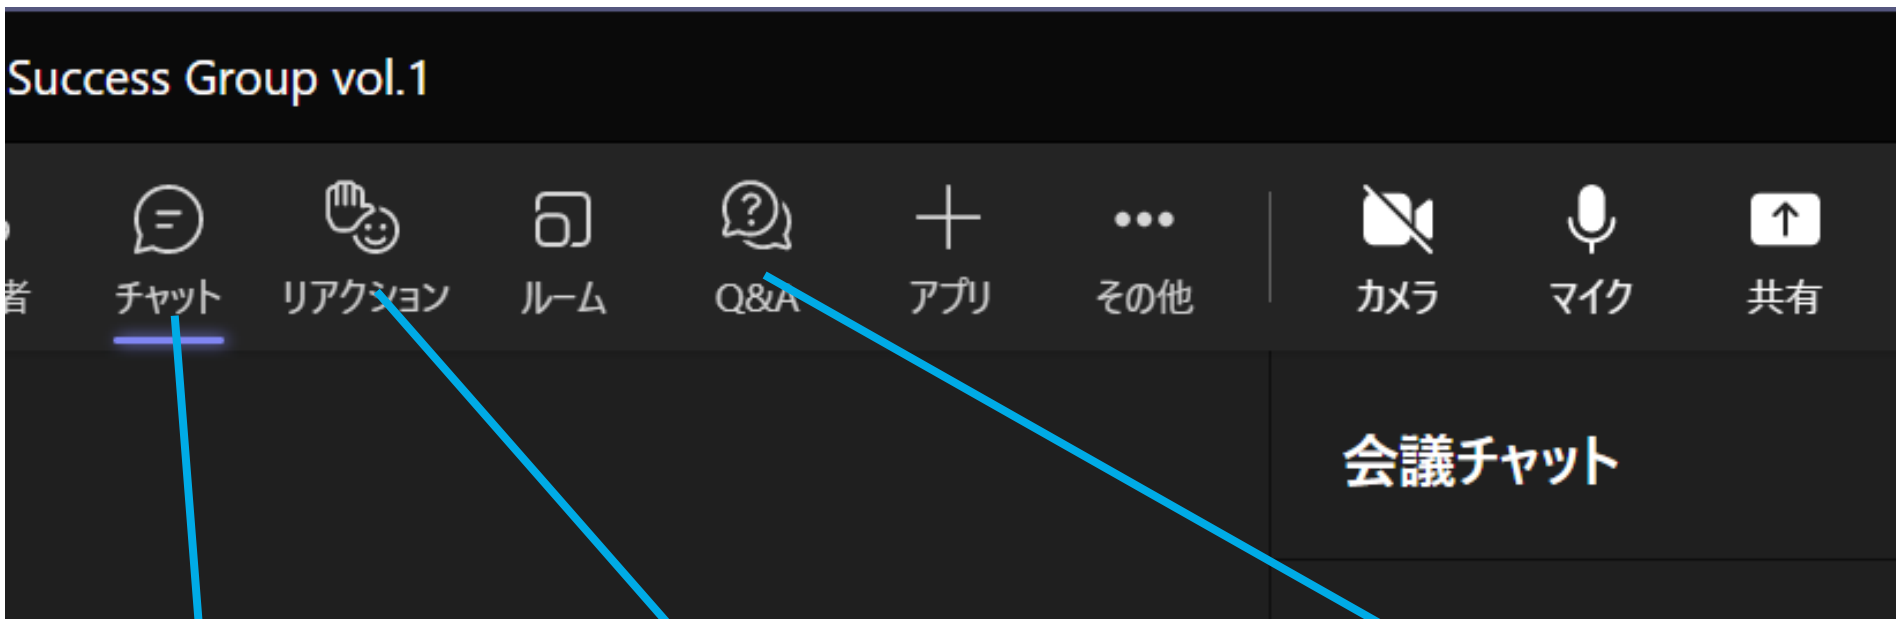 Success Group vol.1
者 チャット リアクション ルーム Q&A アプリ その他 カメラ マイク 共有
会議チャット